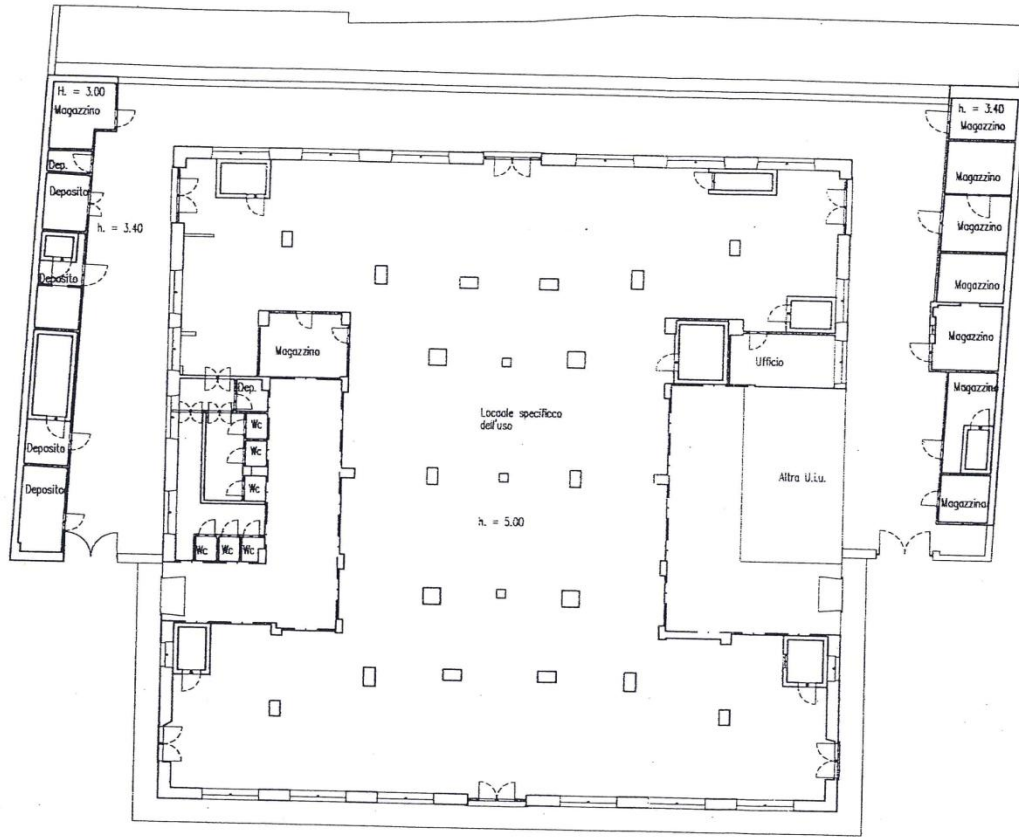 H. = 3.00
Magazzino
Dep.
Deposito
h. = 3.40
Deposito
Deposito
Deposito
Magazzino
Dep.
Wc
Wc
Wc
Wc
Wc
Wc
Locale specifico
dell'uso
h. = 5.00
Ufficio
Altra U.i.u.
h. = 3.40
Magazzino
Magazzino
Magazzino
Magazzino
Magazzino
Magazzino
Magazzino